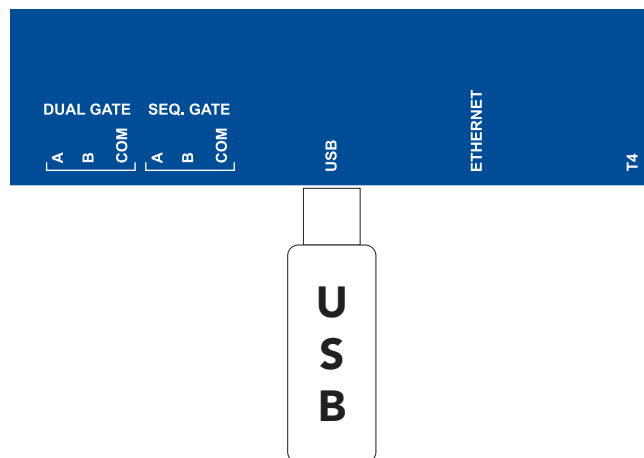 DUAL GATE SEQ. GATE
A B COM A B COM USB ETHERNET T4
U
S
B